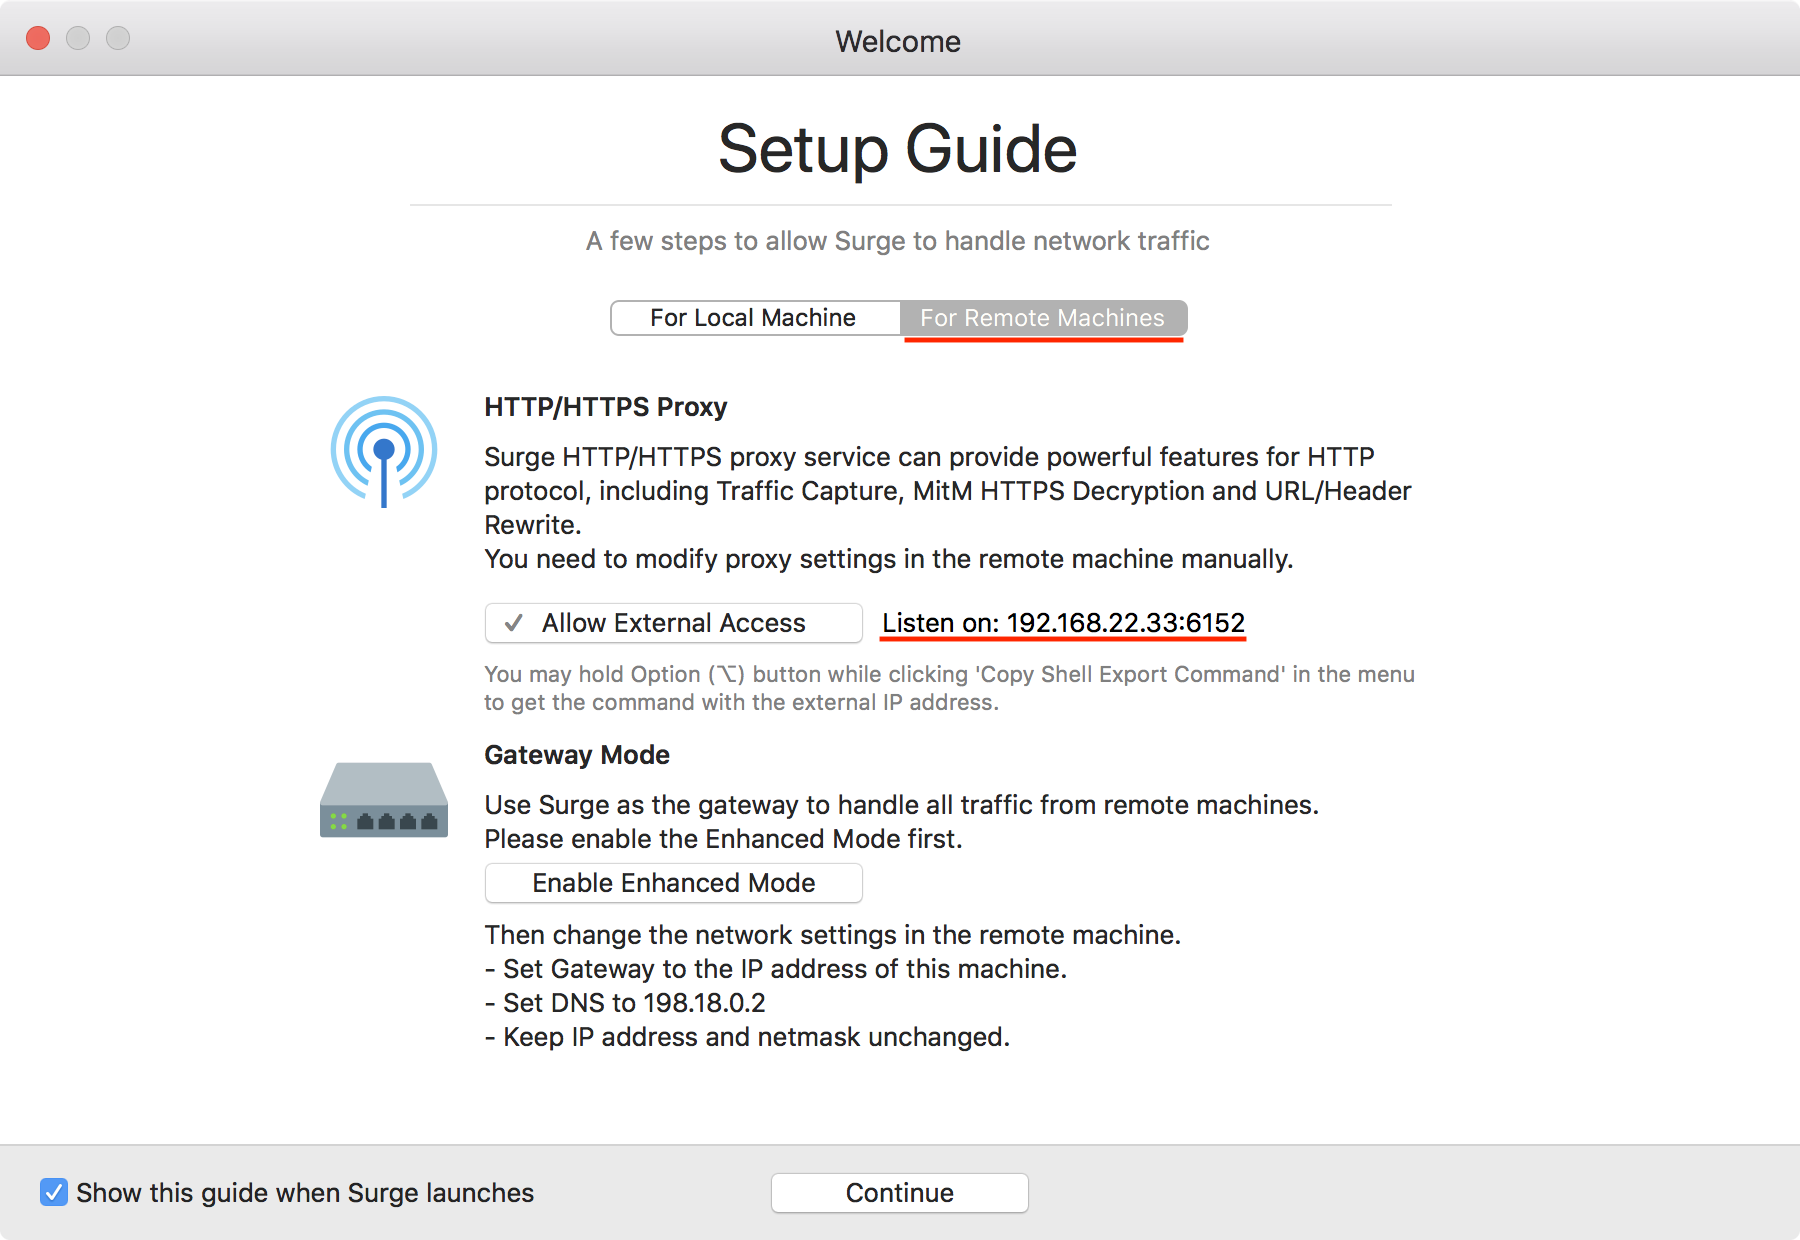 Welcome
Setup Guide
A few steps to allow Surge to handle network traffic
For Local Machine
For Remote Machines
HTTP/HTTPS Proxy
Surge HTTP/HTTPS proxy service can provide powerful features for HTTP
protocol, including Traffic Capture, MitM HTTPS Decryption and URL/Header
Rewrite.
You need to modify proxy settings in the remote machine manually.
✓ Allow External Access
Listen on: 192.168.22.33:6152
You may hold Option (⌥) button while clicking 'Copy Shell Export Command' in the menu
to get the command with the external IP address.
Gateway Mode
Use Surge as the gateway to handle all traffic from remote machines.
Please enable the Enhanced Mode first.
Enable Enhanced Mode
Then change the network settings in the remote machine.
- Set Gateway to the IP address of this machine.
- Set DNS to 198.18.0.2
- Keep IP address and netmask unchanged.
Show this guide when Surge launches
Continue